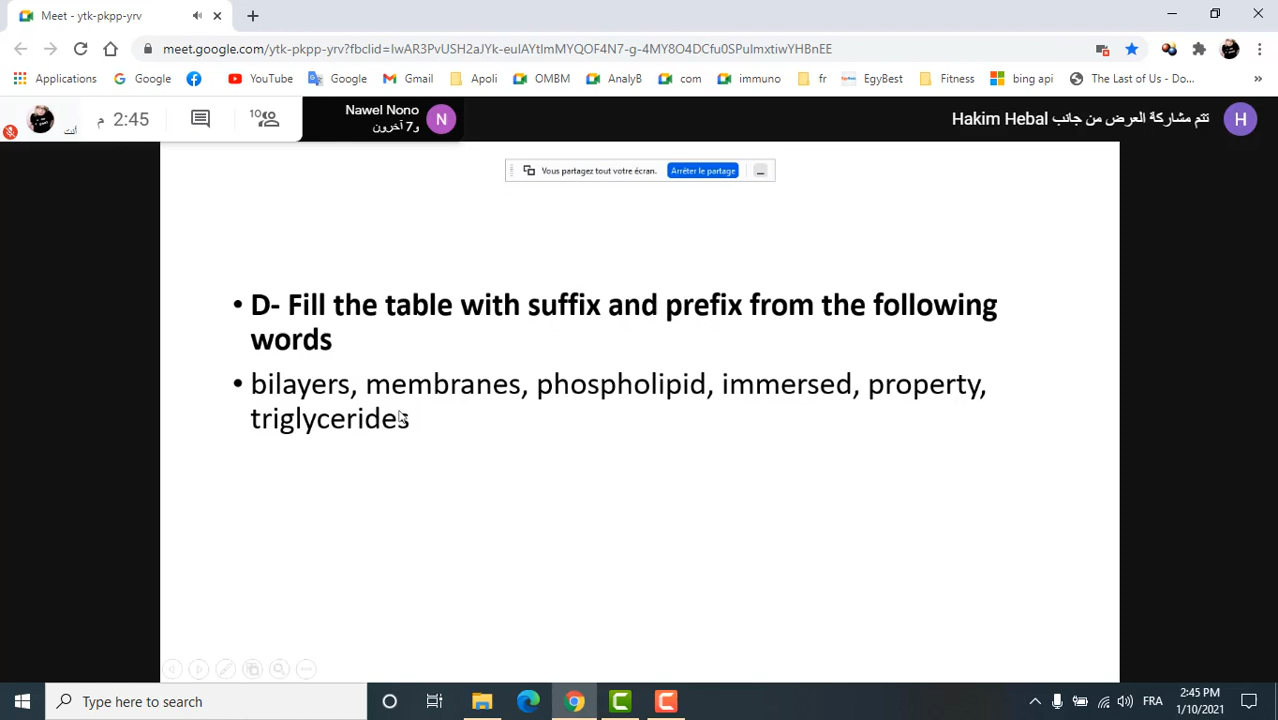 Meet - ytk-pkpp-yrv
meet.google.com/ytk-pkpp-yrv?fbclid=IwAR3PvUSH2aJYk-eulAYtlmMYQOF4N7-g-4MY8O4DCfu0SPulmxtiwYHBnEE
Applications Google YouTube Google Gmail Apoli OMBM AnalyB com immuno fr EgyBest Fitness bing api The Last of Us - Do... »
أنت
2:45 م
10
Nawel Nono
و7 آخرون
N
تتم مشاركة العرض من جانب Hakim Hebal
H
Vous partagez tout votre écran. Arrêter le partage
• D- Fill the table with suffix and prefix from the following
words
• bilayers, membranes, phospholipid, immersed, property,
triglycerides
Type here to search
FRA
2:45 PM
1/10/2021